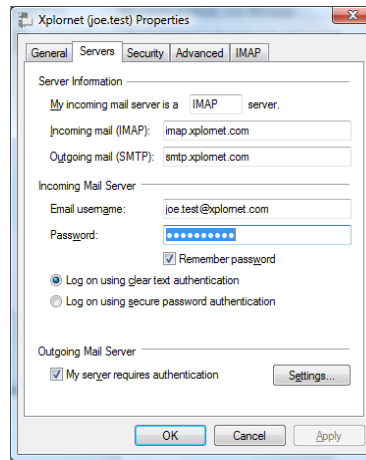 Xplornet (joe.test) Properties
General Servers Security Advanced IMAP
Server Information
My incoming mail server is a IMAP server.
Incoming mail (IMAP): imap.xplornet.com
Outgoing mail (SMTP): smtp.xplornet.com
Incoming Mail Server
Email username: joe.test@xplornet.com
Password: ●●●●●●●●●●
Remember password
Log on using clear text authentication
Log on using secure password authentication
Outgoing Mail Server
My server requires authentication Settings...
OK Cancel Apply